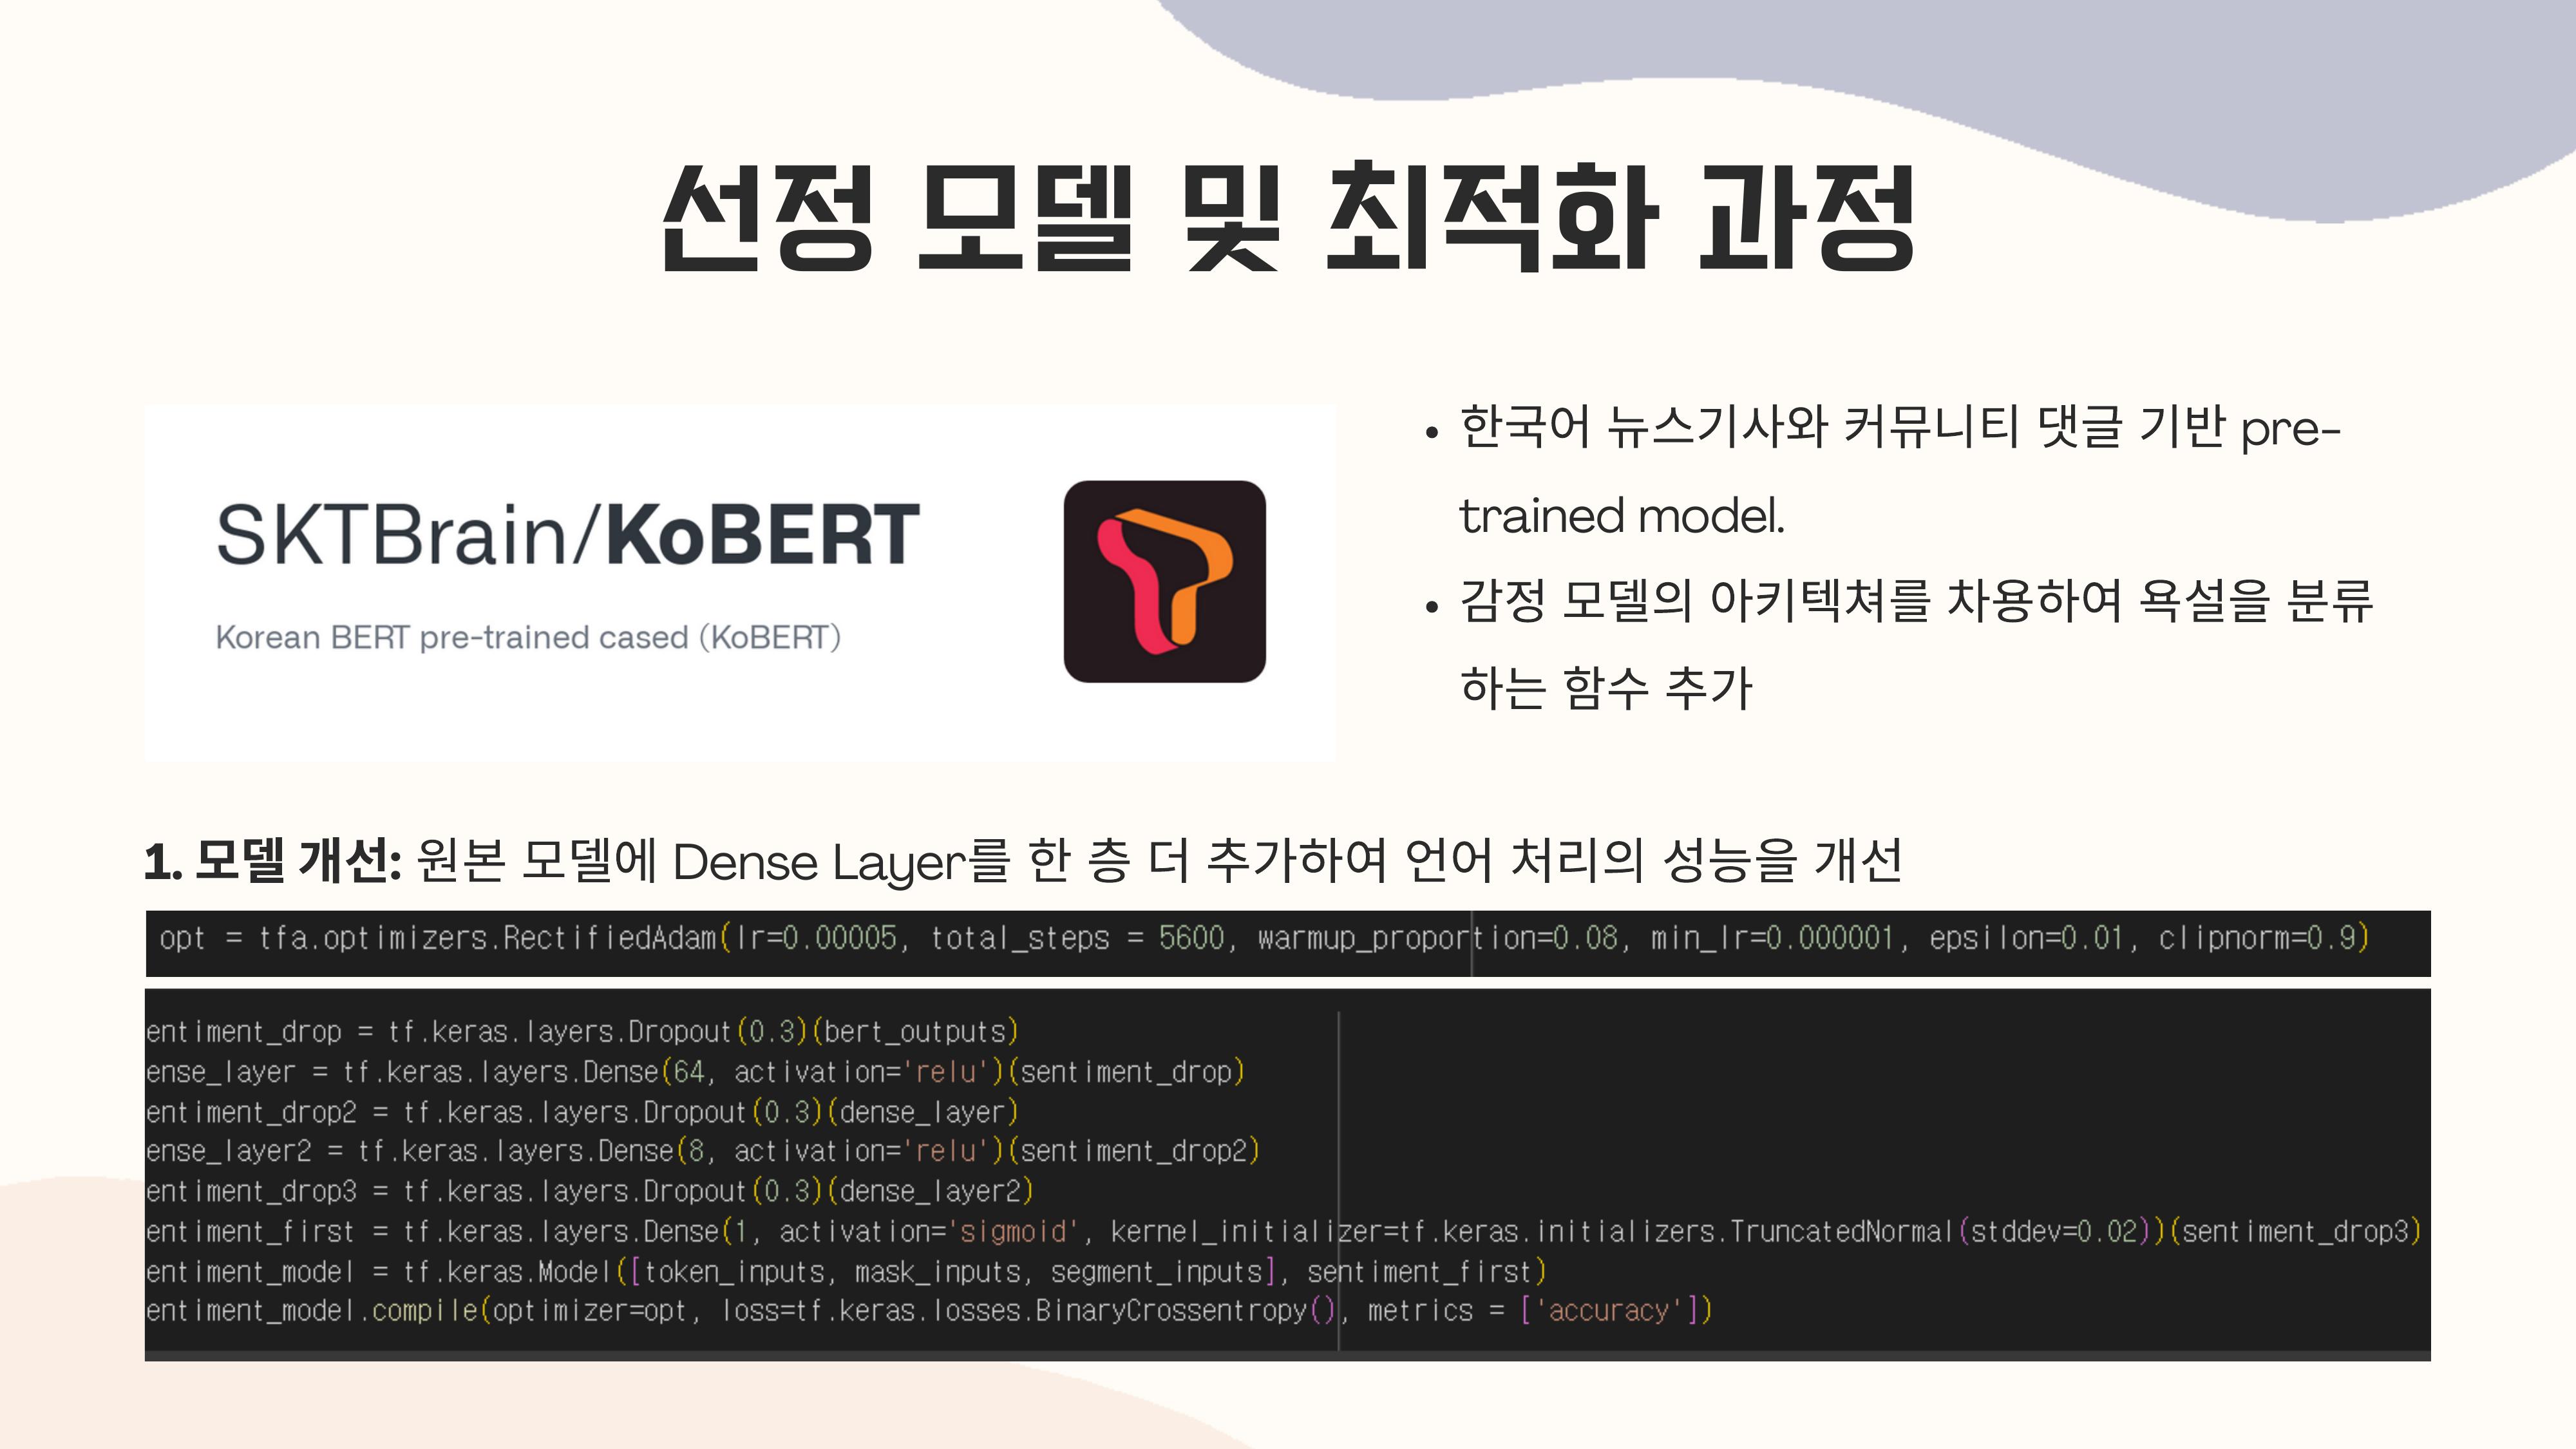 선정 모델 및 최적화 과정
SKTBrain/KoBERT
Korean BERT pre-trained cased (KoBERT)
• 한국어 뉴스기사와 커뮤니티 댓글 기반 pre-
trained model.
• 감정 모델의 아키텍쳐를 차용하여 욕설을 분류
하는 함수 추가
1. 모델 개선: 원본 모델에 Dense Layer를 한 층 더 추가하여 언어 처리의 성능을 개선
opt = tfa.optimizers.RectifiedAdam(lr=0.00005, total_steps = 5600, warmup_proportion=0.08, min_lr=0.000001, epsilon=0.01, clipnorm=0.9)
entiment_drop = tf.keras.layers.Dropout(0.3)(bert_outputs)
ense_layer = tf.keras.layers.Dense(64, activation='relu')(sentiment_drop)
entiment_drop2 = tf.keras.layers.Dropout(0.3)(dense_layer)
ense_layer2 = tf.keras.layers.Dense(8, activation='relu')(sentiment_drop2)
entiment_drop3 = tf.keras.layers.Dropout(0.3)(dense_layer2)
entiment_first = tf.keras.layers.Dense(1, activation='sigmoid', kernel_initializer=tf.keras.initializers.TruncatedNormal(stddev=0.02))(sentiment_drop3)
entiment_model = tf.keras.Model([token_inputs, mask_inputs, segment_inputs], sentiment_first)
entiment_model.compile(optimizer=opt, loss=tf.keras.losses.BinaryCrossentropy(), metrics = ['accuracy'])